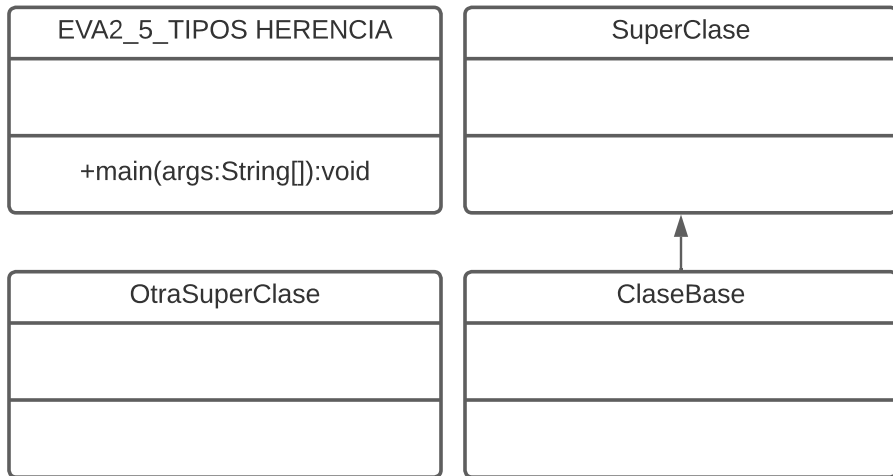 EVA2_5_TIPOS HERENCIA
+main(args:String[]):void
SuperClase
OtraSuperClase
ClaseBase